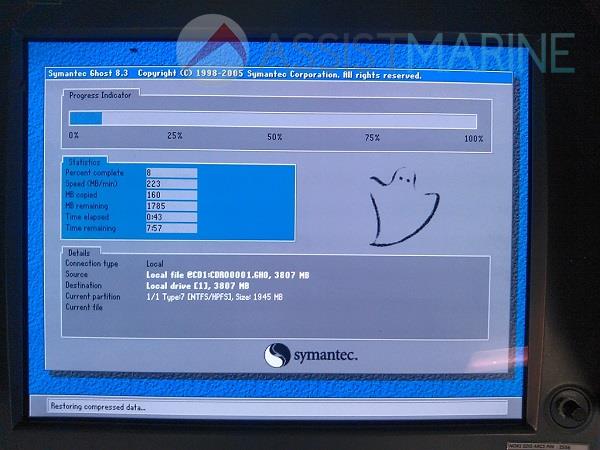 ASSISTMARINE
Symantec Ghost 8.3 Copyright (C) 1998-2005 Symantec Corporation. All rights reserved.
Progress Indicator
0% 25% 50% 75% 100%
Statistics
Percent complete 8
Speed (MB/min) 223
MB copied 160
MB remaining 1785
Time elapsed 0:43
Time remaining 7:57
Details
Connection type Local
Source Local file @CD1:CDR00001.GHO, 3807 MB
Destination Local drive [1], 3807 MB
Current partition 1/1 Type:7 [NTFS/HPFS], Size: 1945 MB
Current file
symantec.
Restoring compressed data...